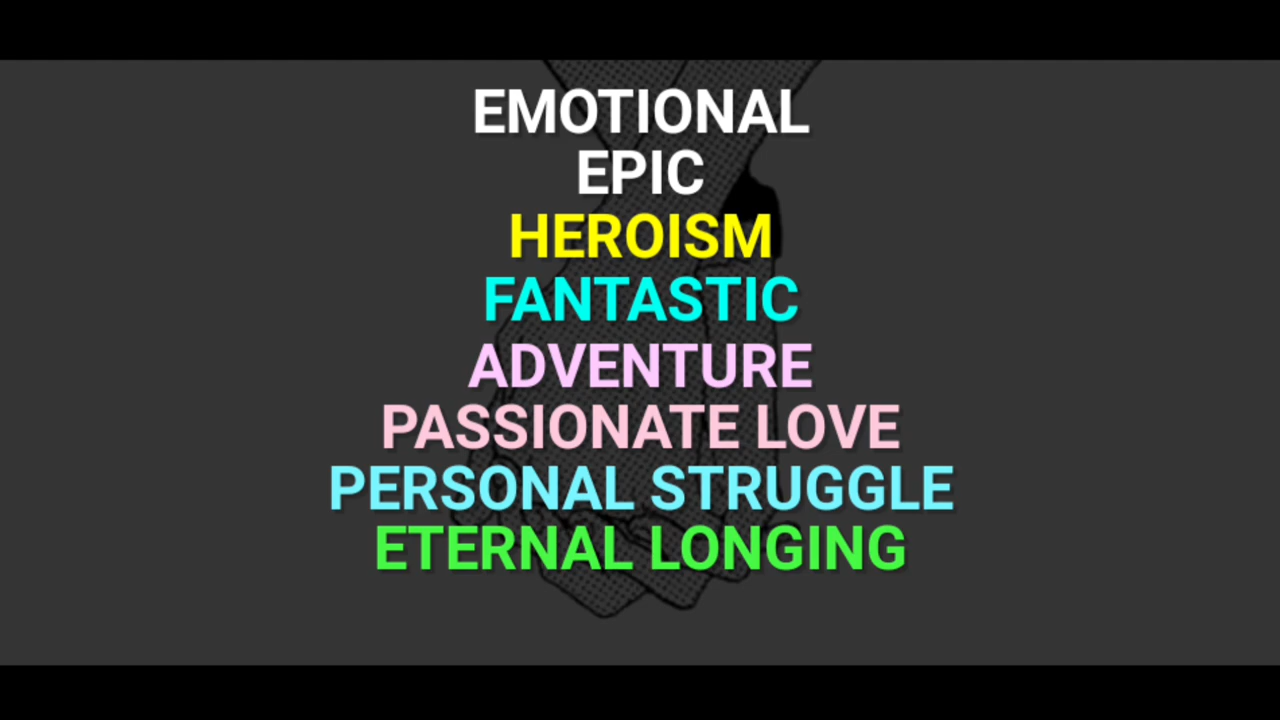 EMOTIONAL
EPIC
HEROISM
FANTASTIC
ADVENTURE
PASSIONATE LOVE
PERSONAL STRUGGLE
ETERNAL LONGING